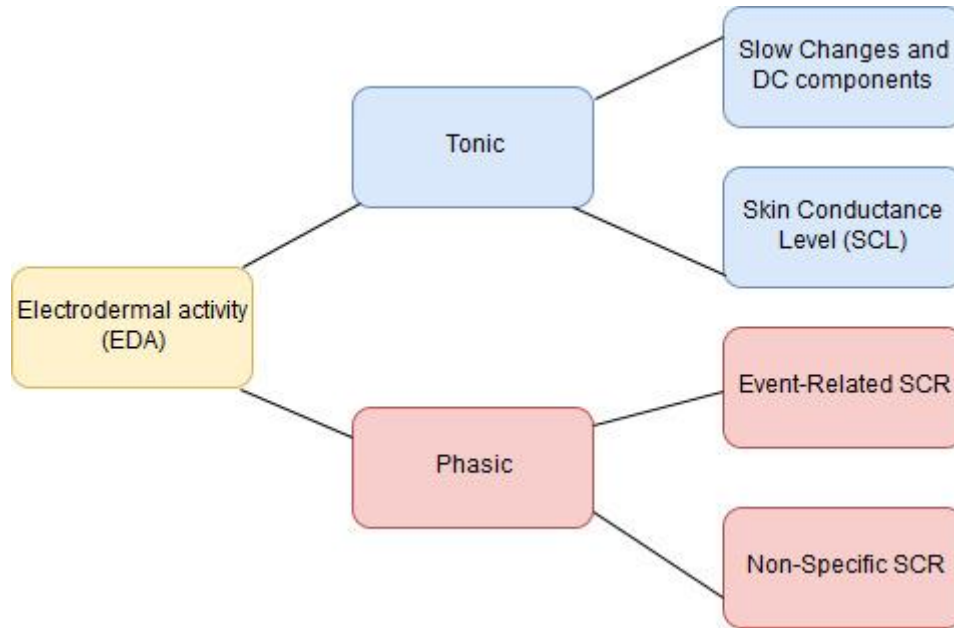 Slow Changes and
DC components
Tonic
Skin Conductance
Level (SCL)
Electrodermal activity
(EDA)
Event-Related SCR
Phasic
Non-Specific SCR